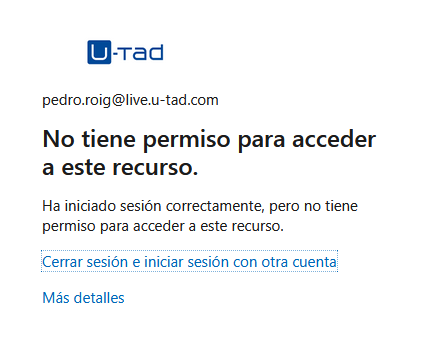 U-tad
pedro.roig@live.u-tad.com
No tiene permiso para acceder
a este recurso.
Ha iniciado sesión correctamente, pero no tiene
permiso para acceder a este recurso.
Cerrar sesión e iniciar sesión con otra cuenta
Más detalles